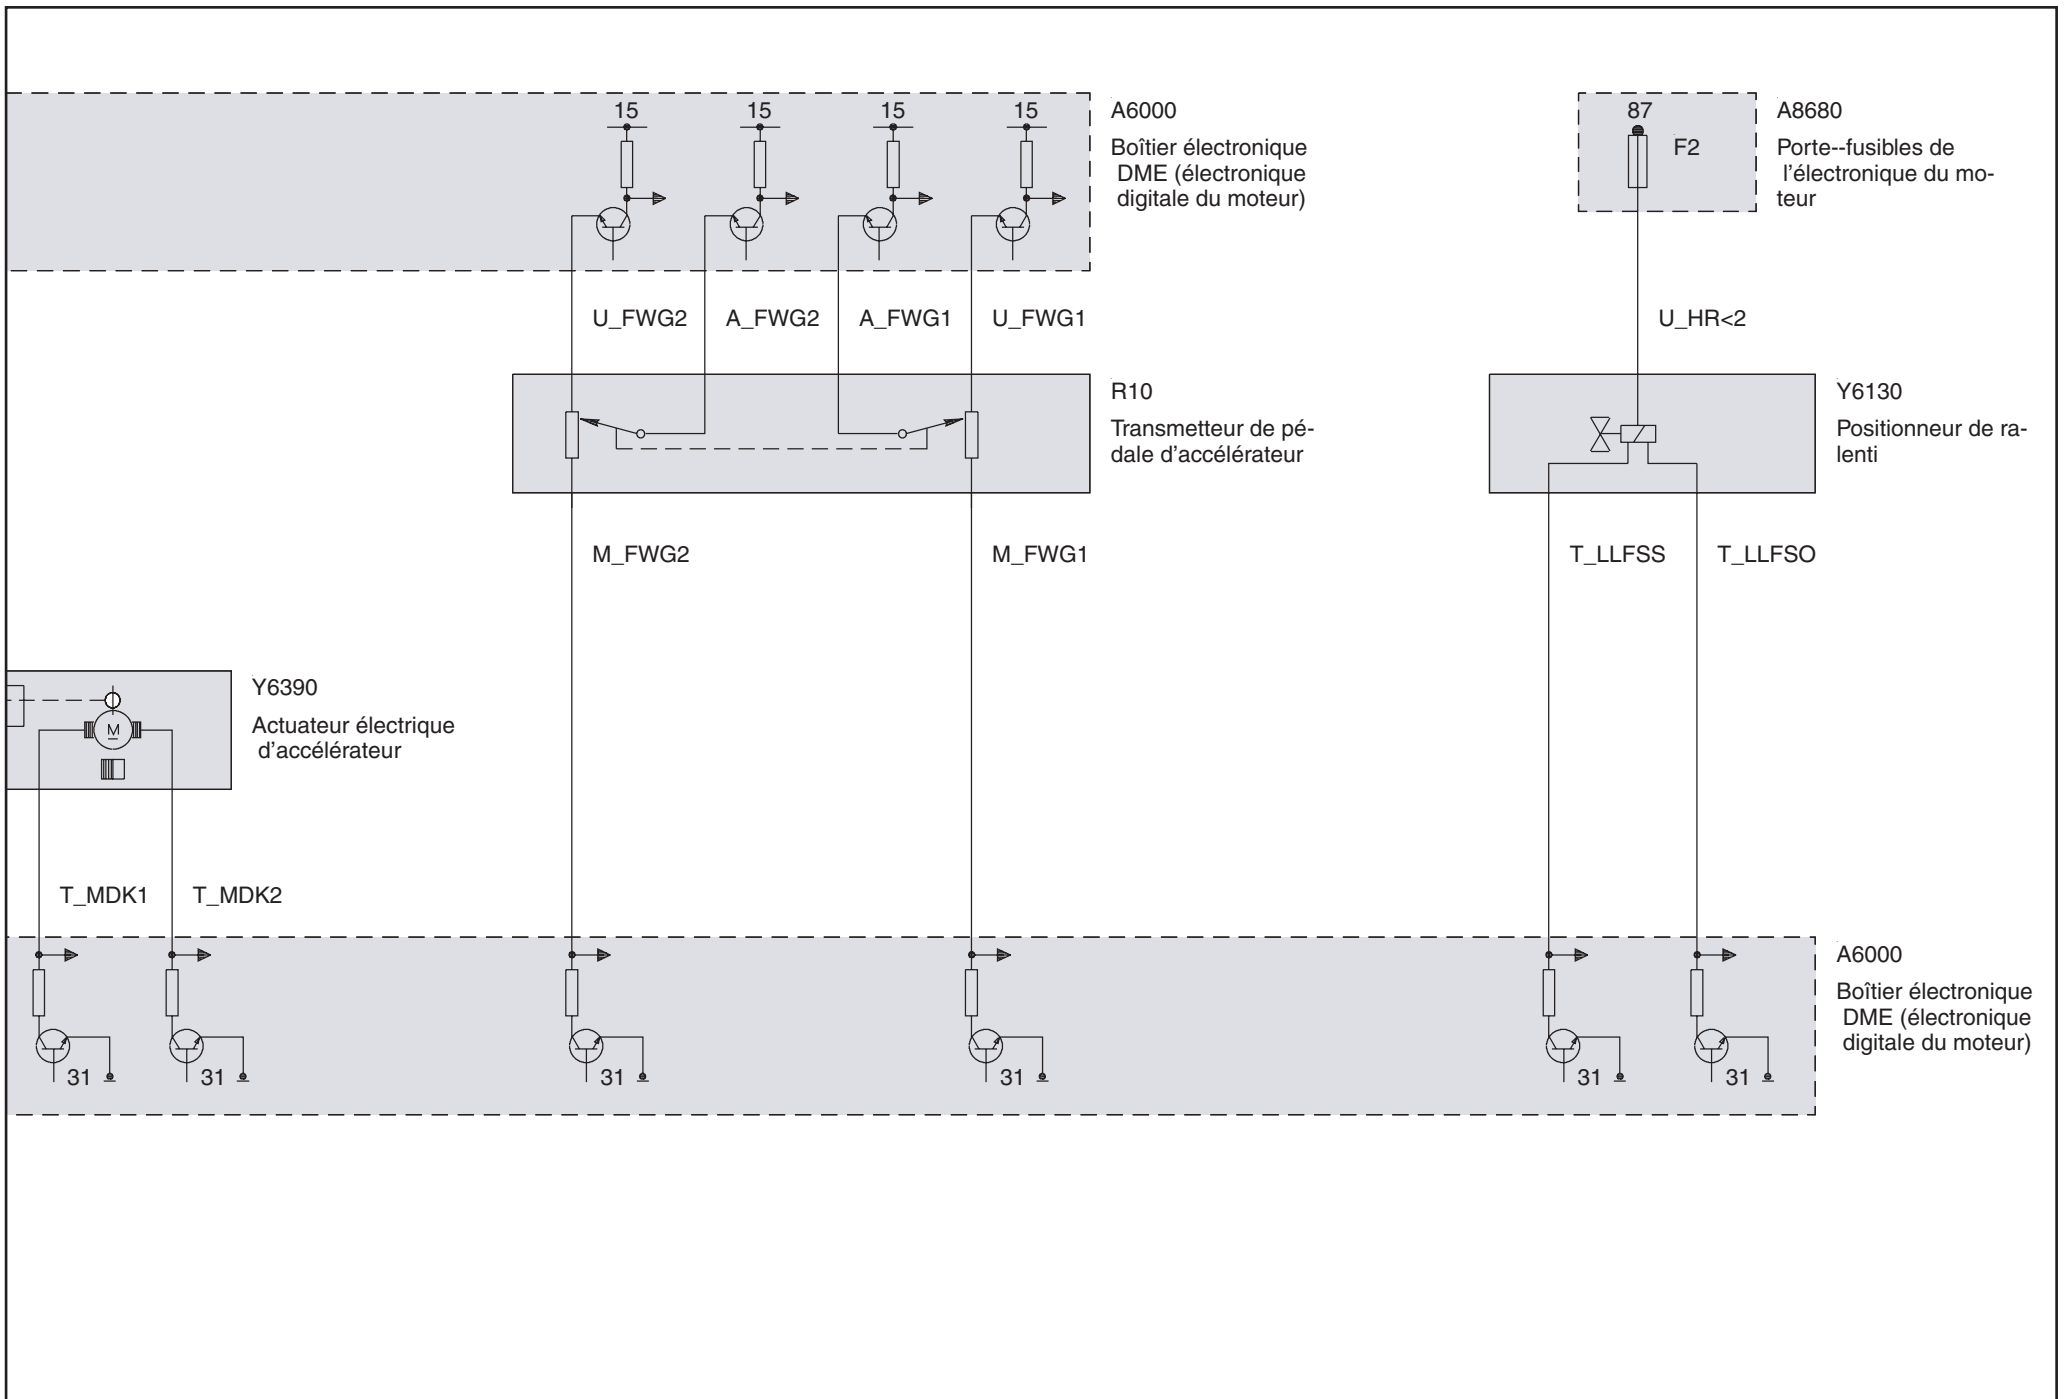 15
15
15
15
A6000
Boîtier électronique
DME (électronique
digitale du moteur)
87
F2
A8680
Porte--fusibles de
l'électronique du mo-
teur
U_FWG2
A_FWG2
A_FWG1
U_FWG1
U_HR<2
R10
Transmetteur de pé-
dale d'accélérateur
Y6130
Positionneur de ra-
lenti
M_FWG2
M_FWG1
T_LLFSS
T_LLFSO
M
Y6390
Actuateur électrique
d'accélérateur
T_MDK1
T_MDK2
31
31
31
31
31
31
A6000
Boîtier électronique
DME (électronique
digitale du moteur)